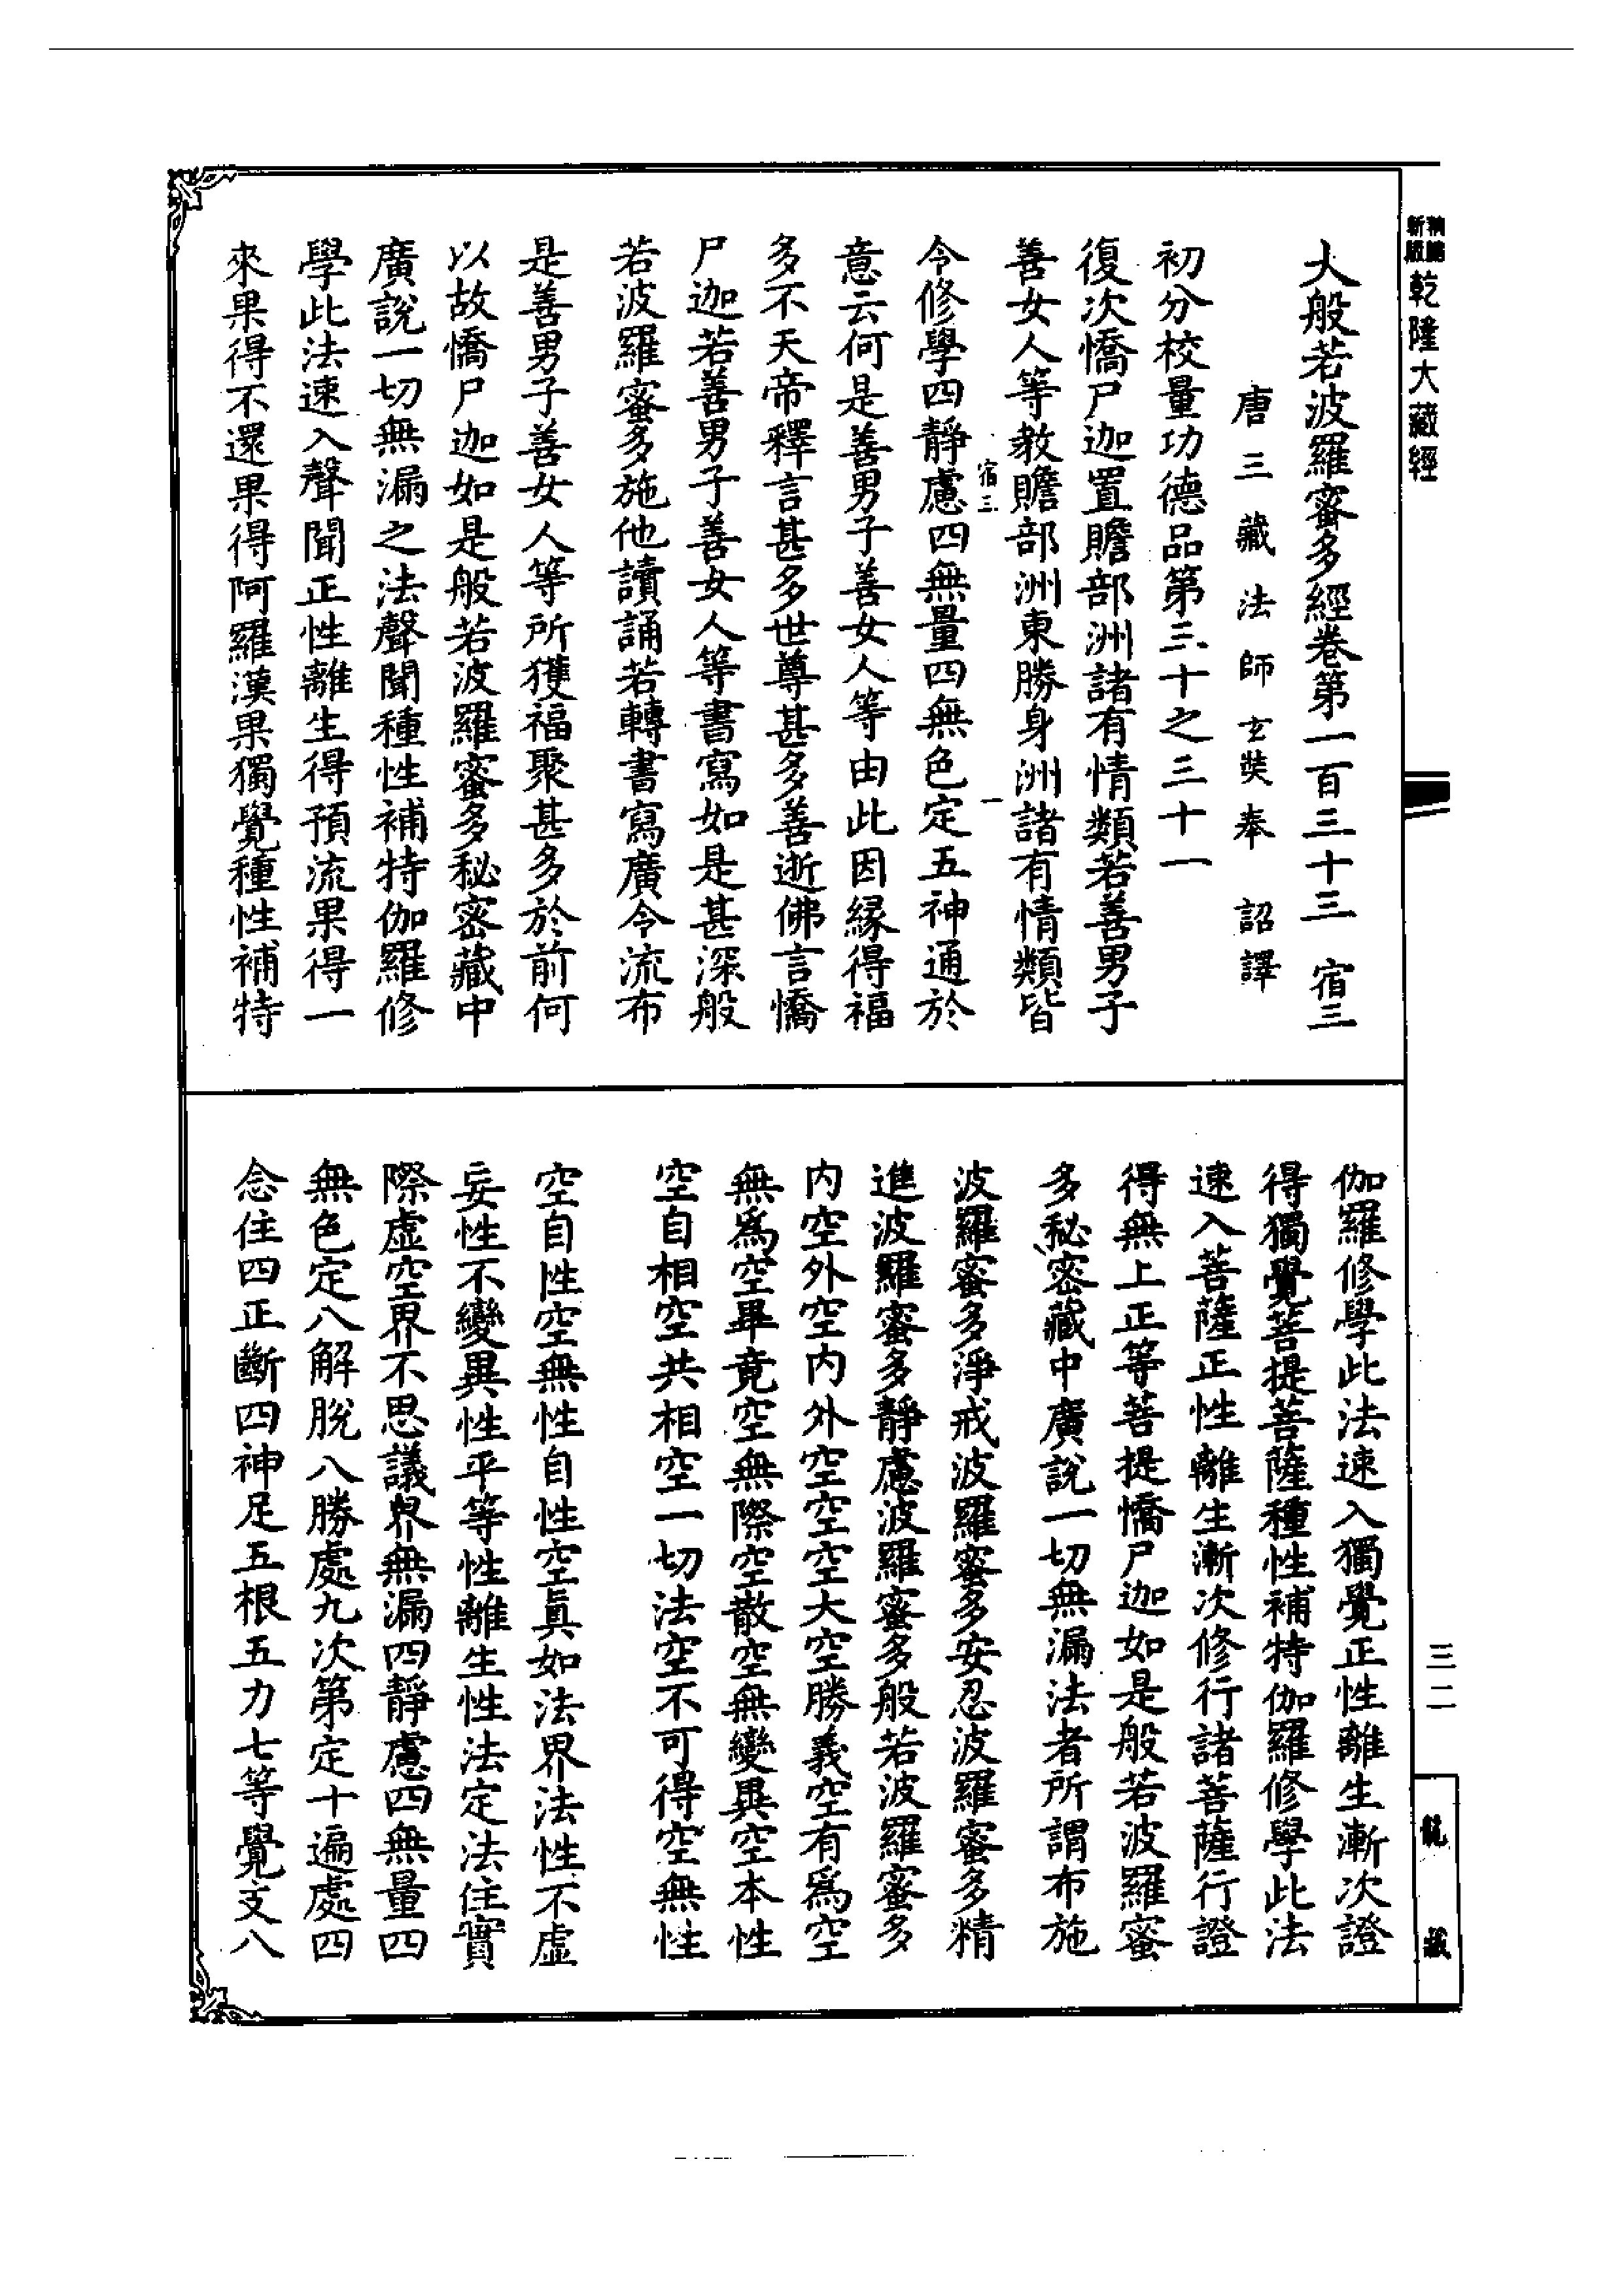 新版
乾隆大藏經
大般若波羅蜜多經卷第一百三十三 宿三
唐三藏法師玄奘奉 詔譯
初分校量功德品第三十之三十一
復次憍尸迦置贍部洲諸有情類若善男子
善女人等教贍部洲東勝身洲諸有情類皆
宿三 一
令修學四靜慮四無量四無色定五神通於
意云何是善男子善女人等由此因緣得福
多不天帝釋言甚多世尊甚多善逝佛言憍
尸迦若善男子善女人等書寫如是甚深般
若波羅蜜多施他讀誦若轉書寫廣令流布
是善男子善女人等所獲福聚甚多於前何
以故憍尸迦如是般若波羅蜜多秘密藏中
廣說一切無漏之法聲聞種性補特伽羅修
學此法速入聲聞正性離生得預流果得一
來果得不還果得阿羅漢果獨覺種性補特
伽羅修學此法速入獨覺正性離生漸次證
得獨覺菩提菩薩種性補特伽羅修學此法
速入菩薩正性離生漸次修行諸菩薩行證
得無上正等菩提憍尸迦如是般若波羅蜜
多秘密藏中廣說一切無漏法者所謂布施
波羅蜜多淨戒波羅蜜多安忍波羅蜜多精
進波羅蜜多靜慮波羅蜜多般若波羅蜜多
內空外空內外空空空大空勝義空有爲空
無爲空畢竟空無際空散空無變異空本性
空自相空共相空一切法空不可得空無性
空自性空無性自性空真如法界法性不虛
妄性不變異性平等性離生性法定法住實
際虛空界不思議界無漏四靜慮四無量四
無色定八解脫八勝處九次第定十遍處四
念住四正斷四神足五根五力七等覺支八
三二
龍藏